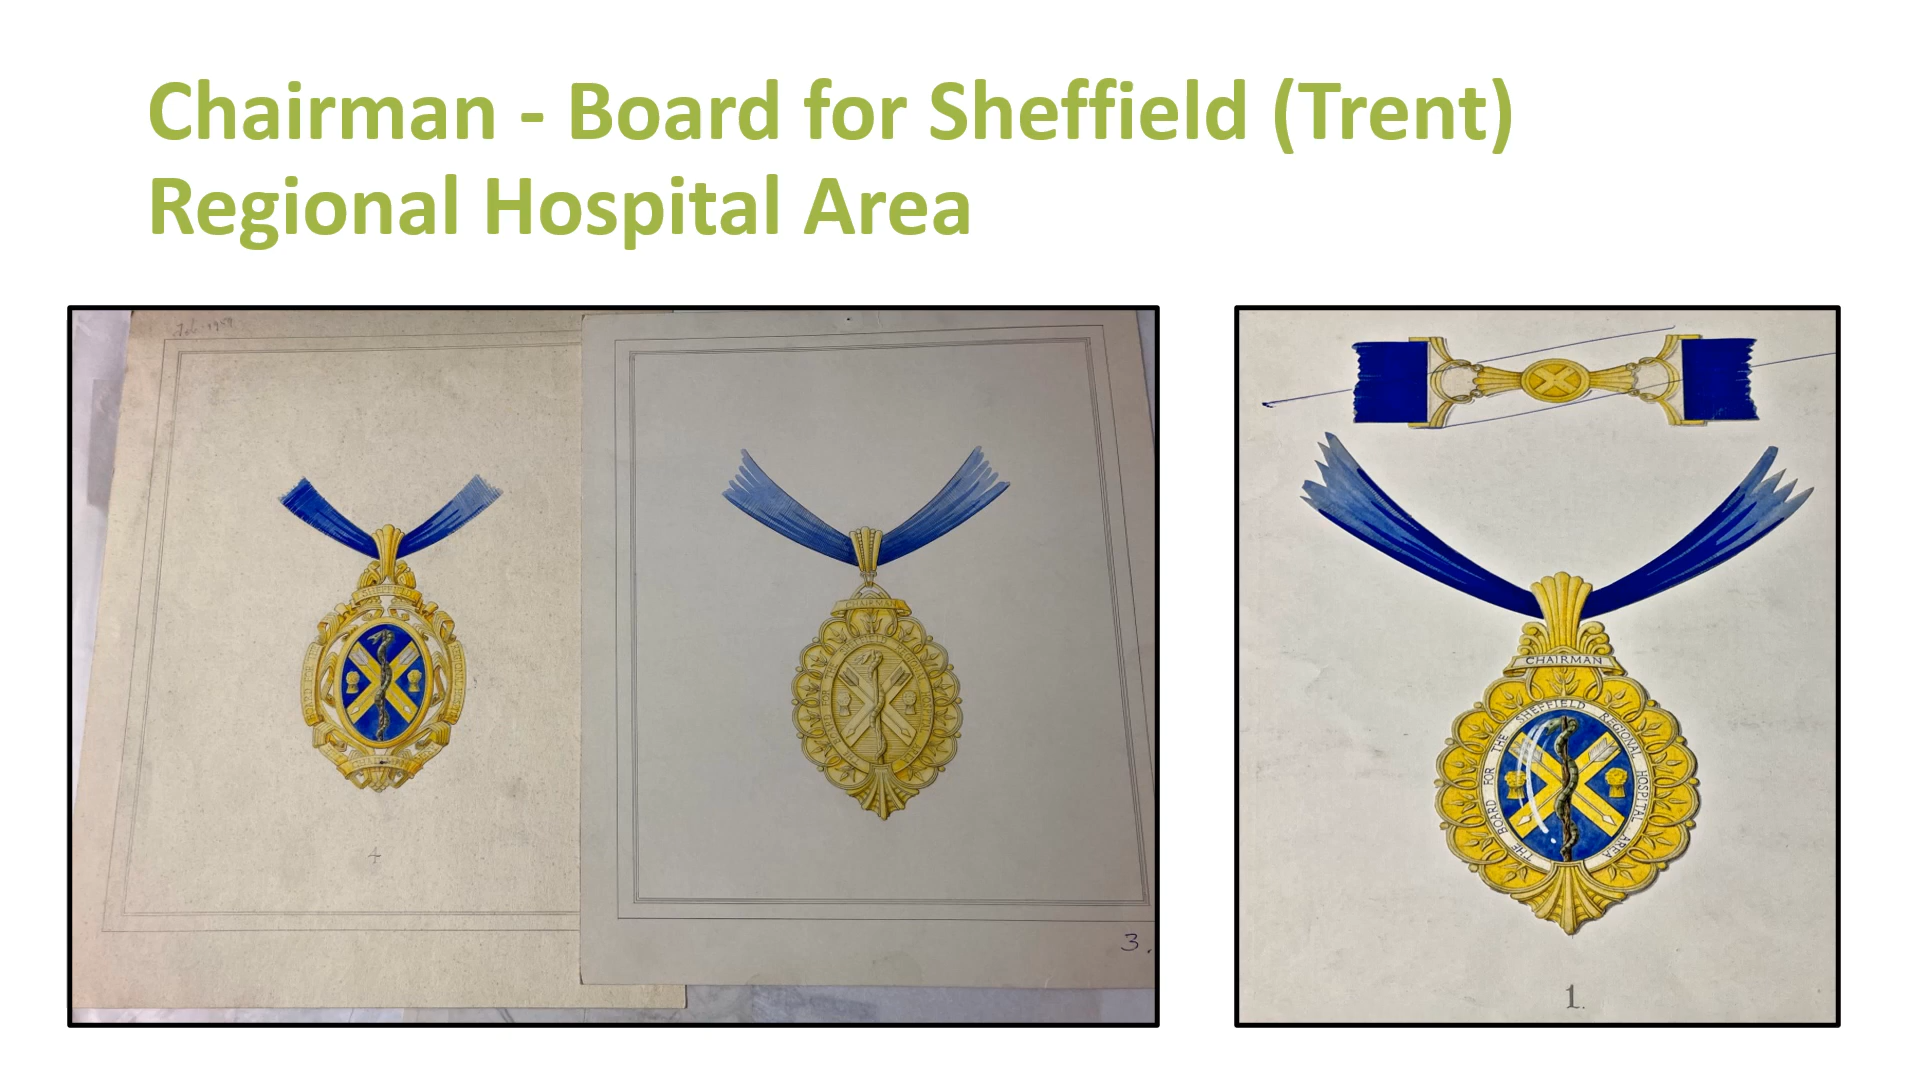 Chairman - Board for Sheffield (Trent)
Regional Hospital Area
4
CHAIRMAN
3.
CHAIRMAN
THE BOARD FOR THE SHEFFIELD REGIONAL HOSPITAL AREA
1.